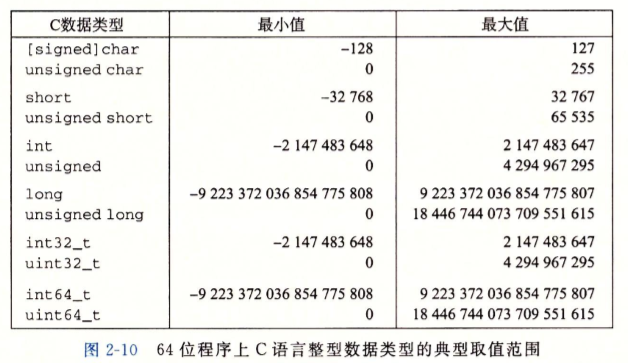 C数据类型 最小值 最大值
[signed]char -128 127
unsigned char 0 255
short -32 768 32 767
unsigned short 0 65 535
int -2 147 483 648 2 147 483 647
unsigned 0 4 294 967 295
long -9 223 372 036 854 775 808 9 223 372 036 854 775 807
unsigned long 0 18 446 744 073 709 551 615
int32_t -2 147 483 648 2 147 483 647
uint32_t 0 4 294 967 295
int64_t -9 223 372 036 854 775 808 9 223 372 036 854 775 807
uint64_t 0 18 446 744 073 709 551 615
图 2-10 64 位程序上 C 语言整型数据类型的典型取值范围